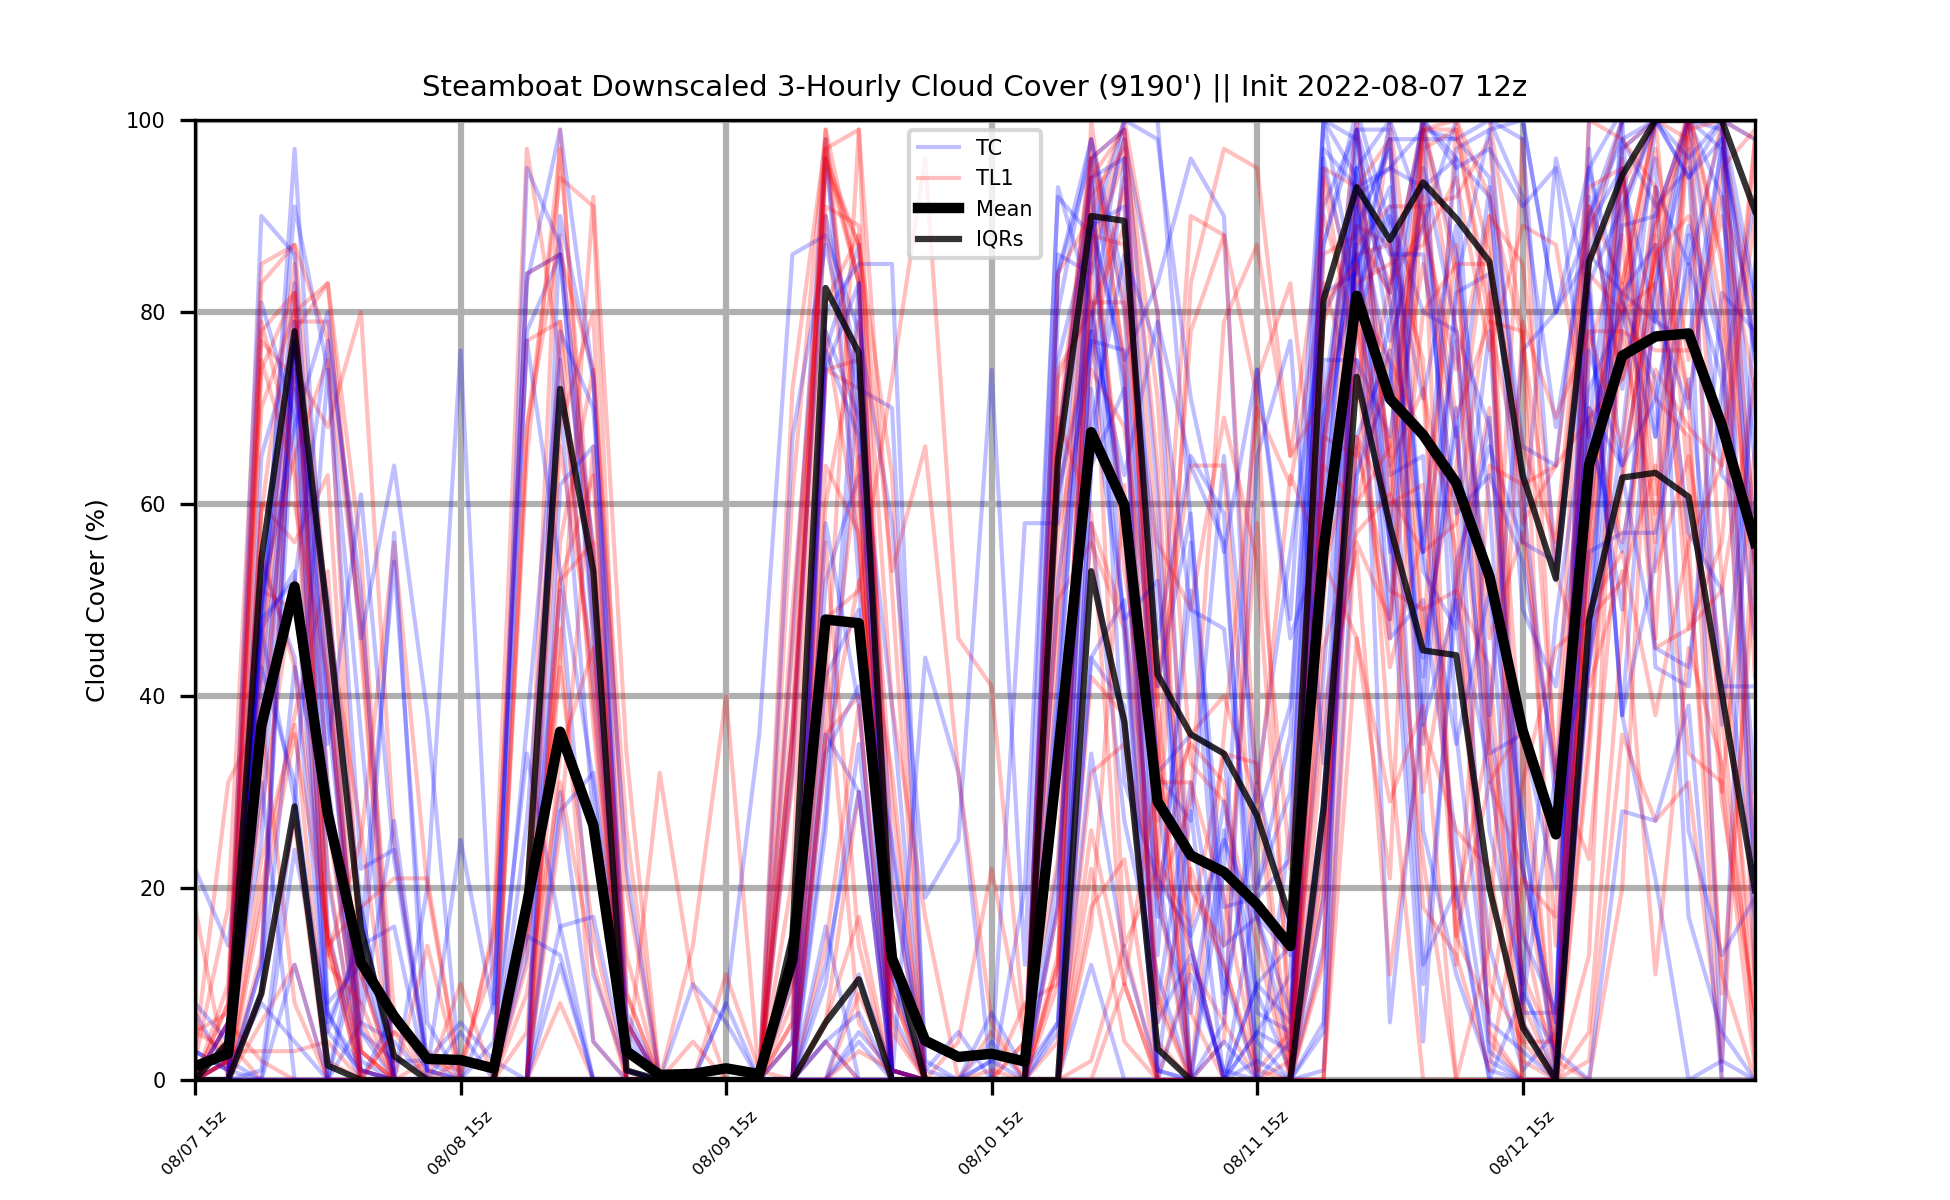 Steamboat Downscaled 3-Hourly Cloud Cover (9190') || Init 2022-08-07 12z
Cloud Cover (%)
100
80
60
40
20
0
TC
TL1
Mean
IQRs
08/07 15z
08/08 15z
08/09 15z
08/10 15z
08/11 15z
08/12 15z